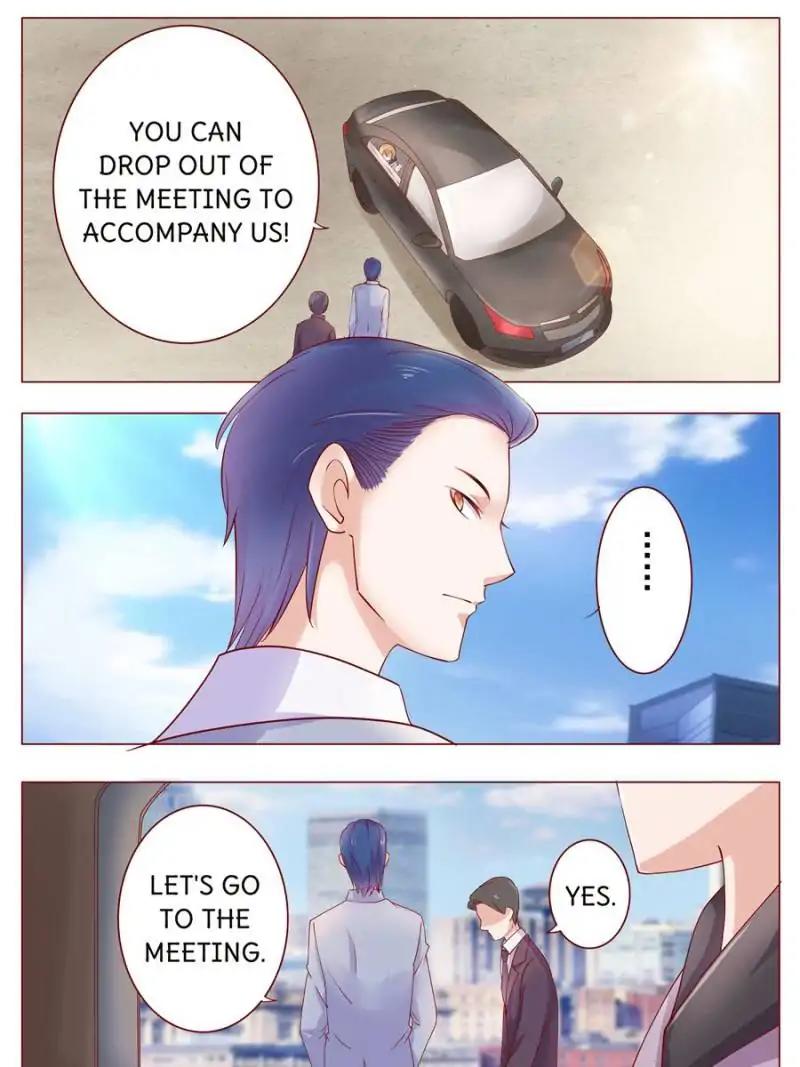 YOU CAN
DROP OUT OF
THE MEETING TO
ACCOMPANY US!
......
LET'S GO
TO THE
MEETING.
YES.